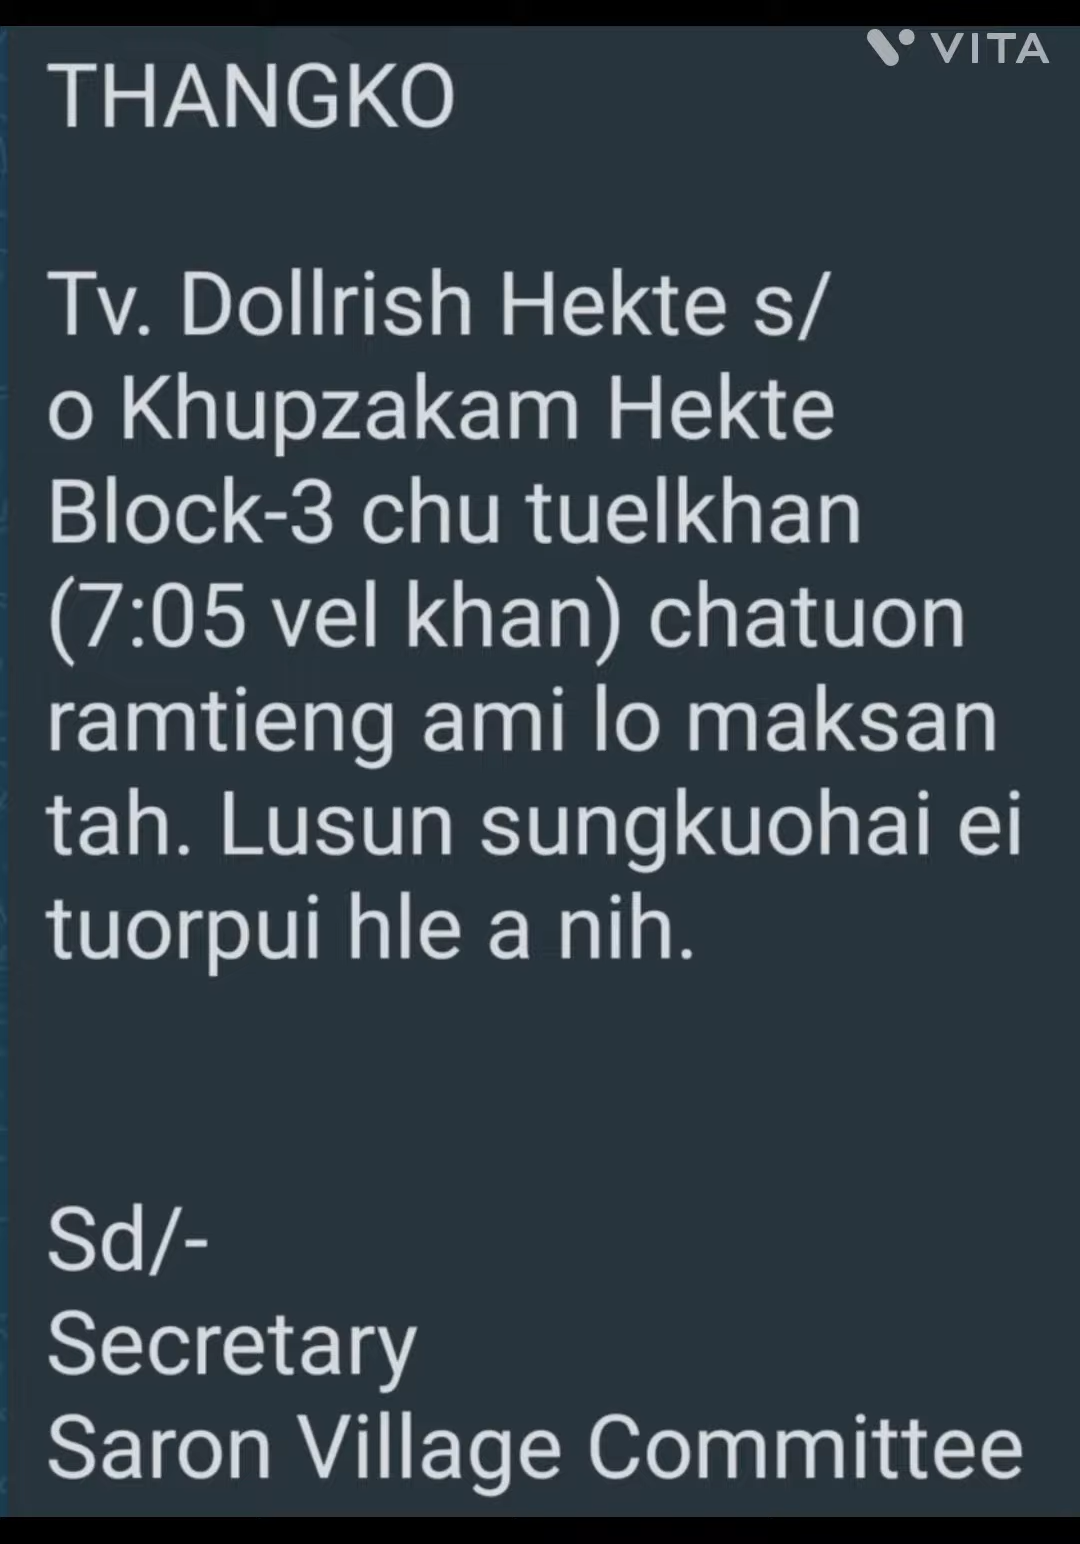 VITA
THANGKO
Tv. Dollrish Hekte s/
o Khupzakam Hekte
Block-3 chu tuelkhan
(7:05 vel khan) chatuon
ramtieng ami lo maksan
tah. Lusun sungkuohai ei
tuorpui hle a nih.
Sd/-
Secretary
Saron Village Committee